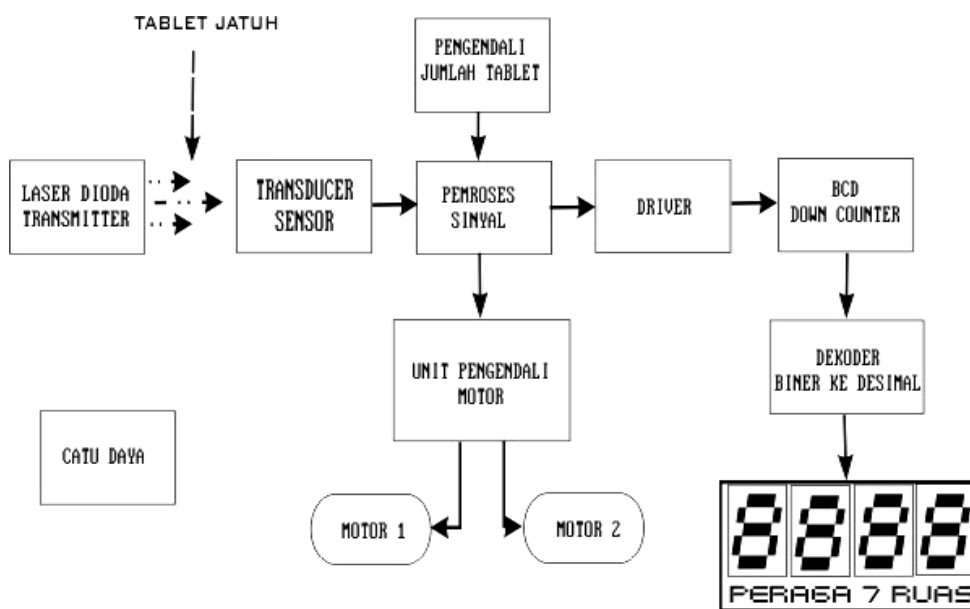 TABLET JATUH
PENGENDALI
JUMLAH TABLET
LASER DIODA
TRANSMITTER
TRANSDUCER
SENSOR
PEMROSES
SINYAL
DRIVER
BCD
DOWN COUNTER
UNIT PENGENDALI
MOTOR
DEKODER
BINER KE DESIMAL
CATU DAYA
MOTOR 1
MOTOR 2
8888
PERAGA 7 RUAS